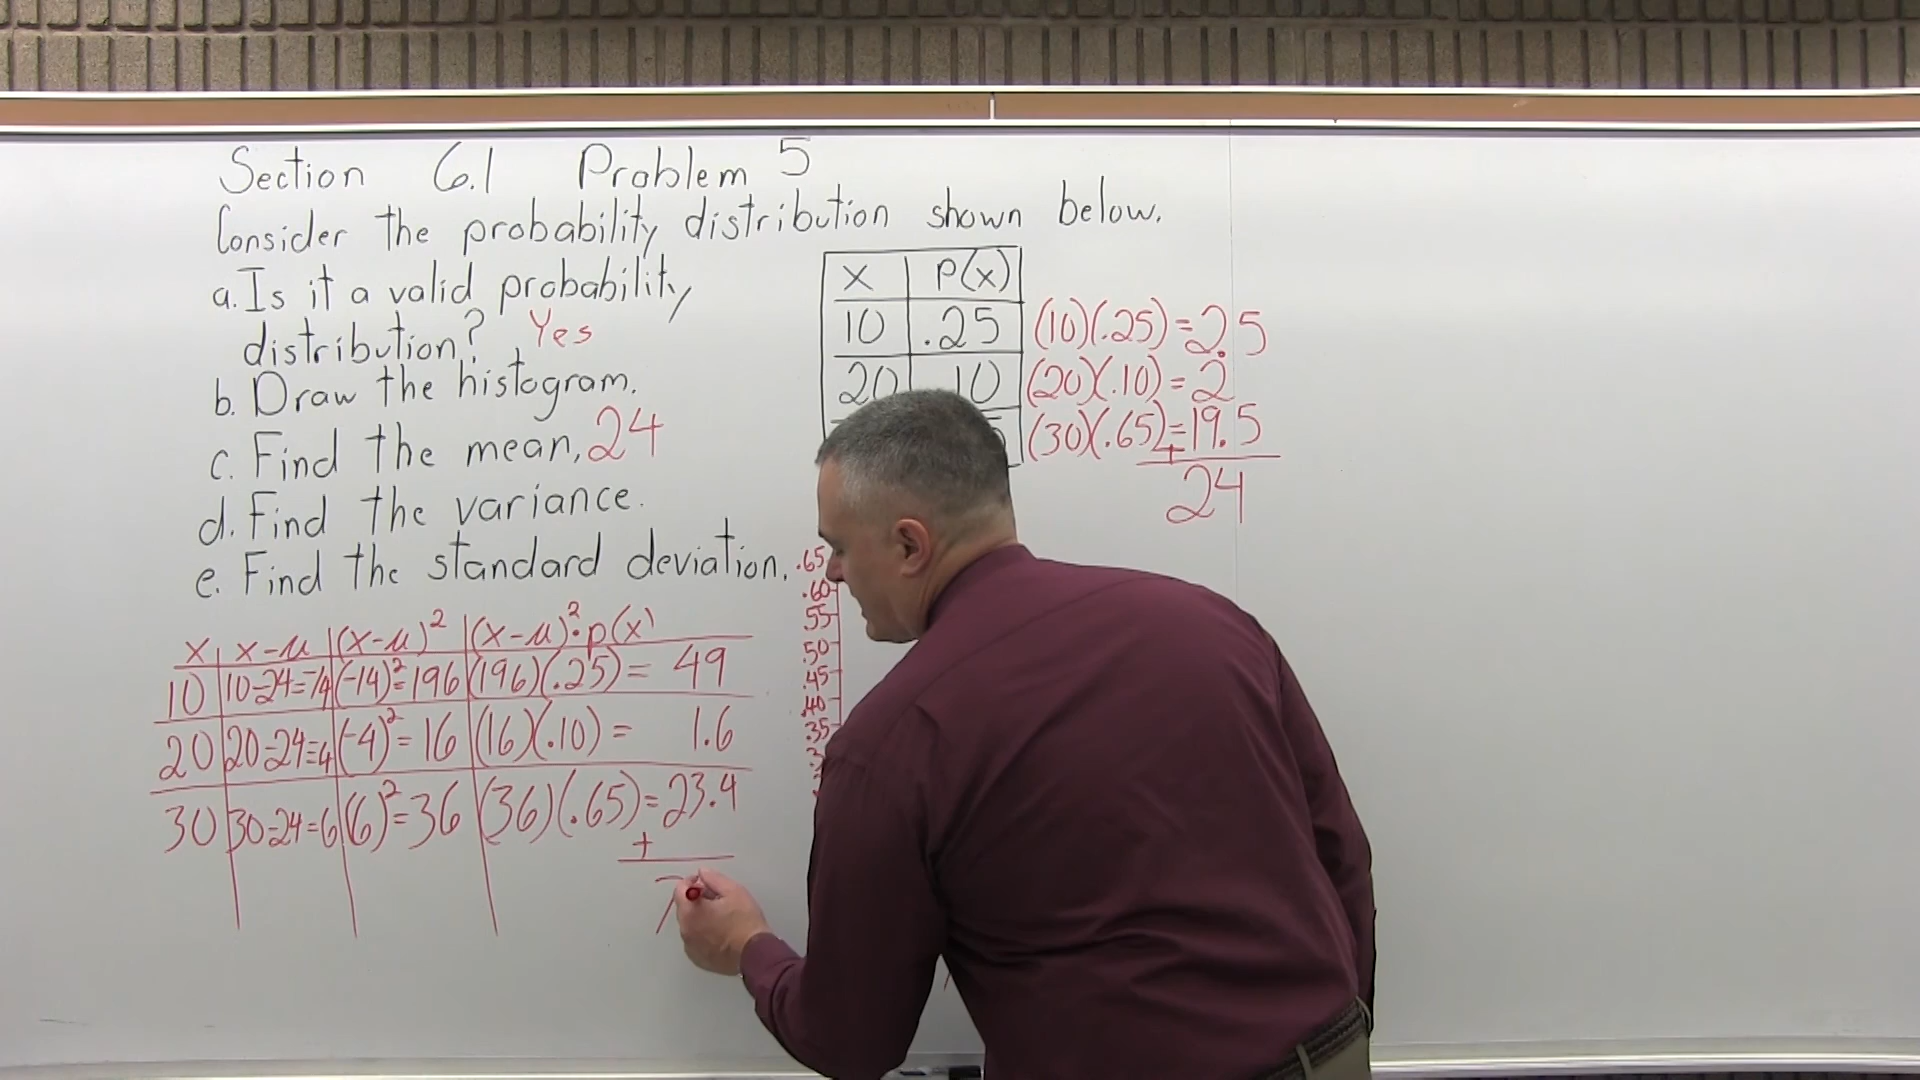 Section 6.1 Problem 5
Consider the probability distribution shown below.
a. Is it a valid probability
distribution? Yes
b. Draw the histogram.
c. Find the mean. 24
d. Find the variance.
e. Find the standard deviation.
x p(x)
10 .25 (10)(.25)=2.5
20 .10 (20)(.10)=2
(30)(.65)=19.5
+
24
x x-μ (x-μ)² (x-μ)²·p(x)
10 10-24=-14 (-14)²=196 (196)(.25)= 49
20 20-24=4 (-4)²=16 (16)(.10)= 1.6
30 30-24=6 (6)²=36 (36)(.65)=23.4
+
7
.65
.60
.55
.50
.45
.40
.35